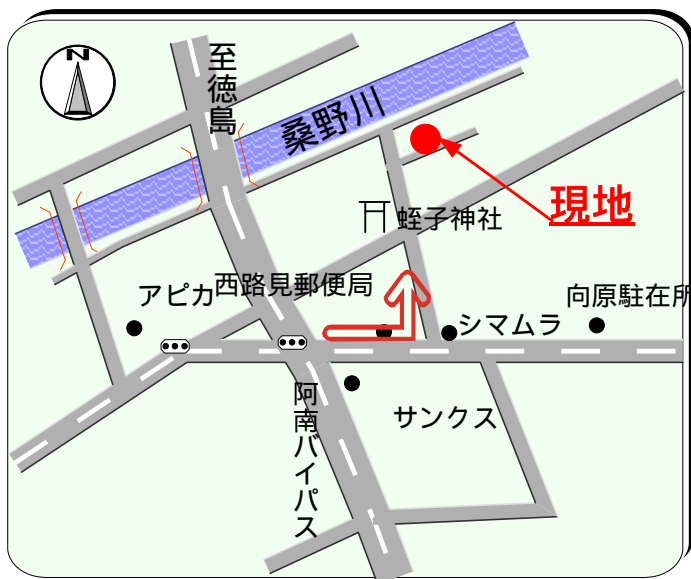 N
至徳島
桑野川
現地
蛭子神社
西路見郵便局
アピカ
向原駐在所
シマムラ
サンクス
阿南バイパス